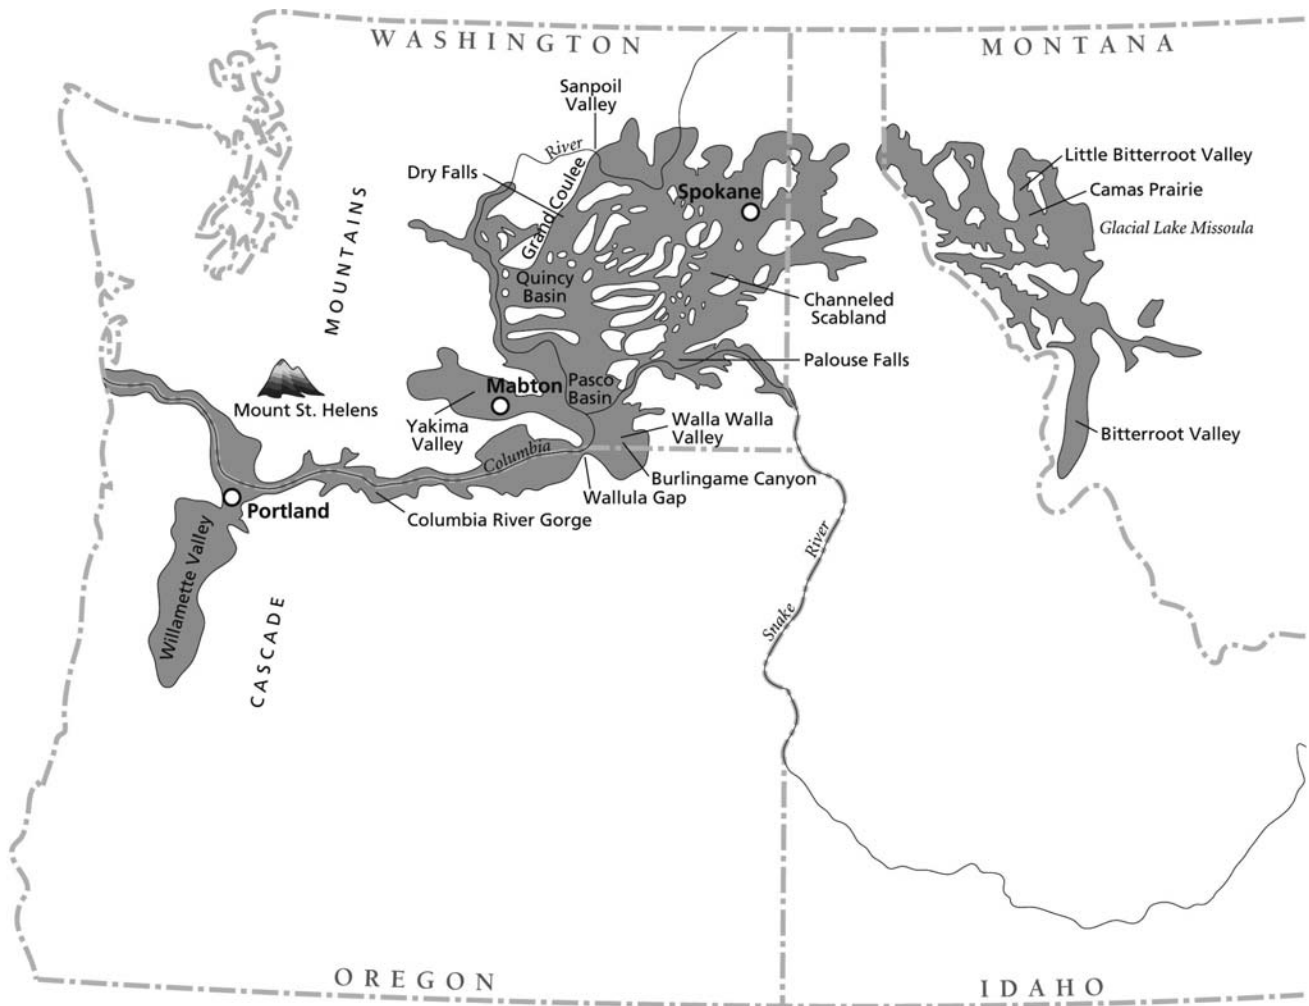 WASHINGTON
MONTANA
Sanpoil
Valley
River
Dry Falls
Grand Coulee
Spokane
Little Bitterroot Valley
Camas Prairie
Glacial Lake Missoula
MOUNTAINS
Quincy
Basin
Channeled
Scabland
Palouse Falls
Mount St. Helens
Mabton
Pasco
Basin
Yakima
Valley
Walla Walla
Valley
Columbia
Bitterroot Valley
Burlingame Canyon
Wallula Gap
Portland
Columbia River Gorge
Willamette Valley
CASCADE
Snake
River
OREGON
IDAHO